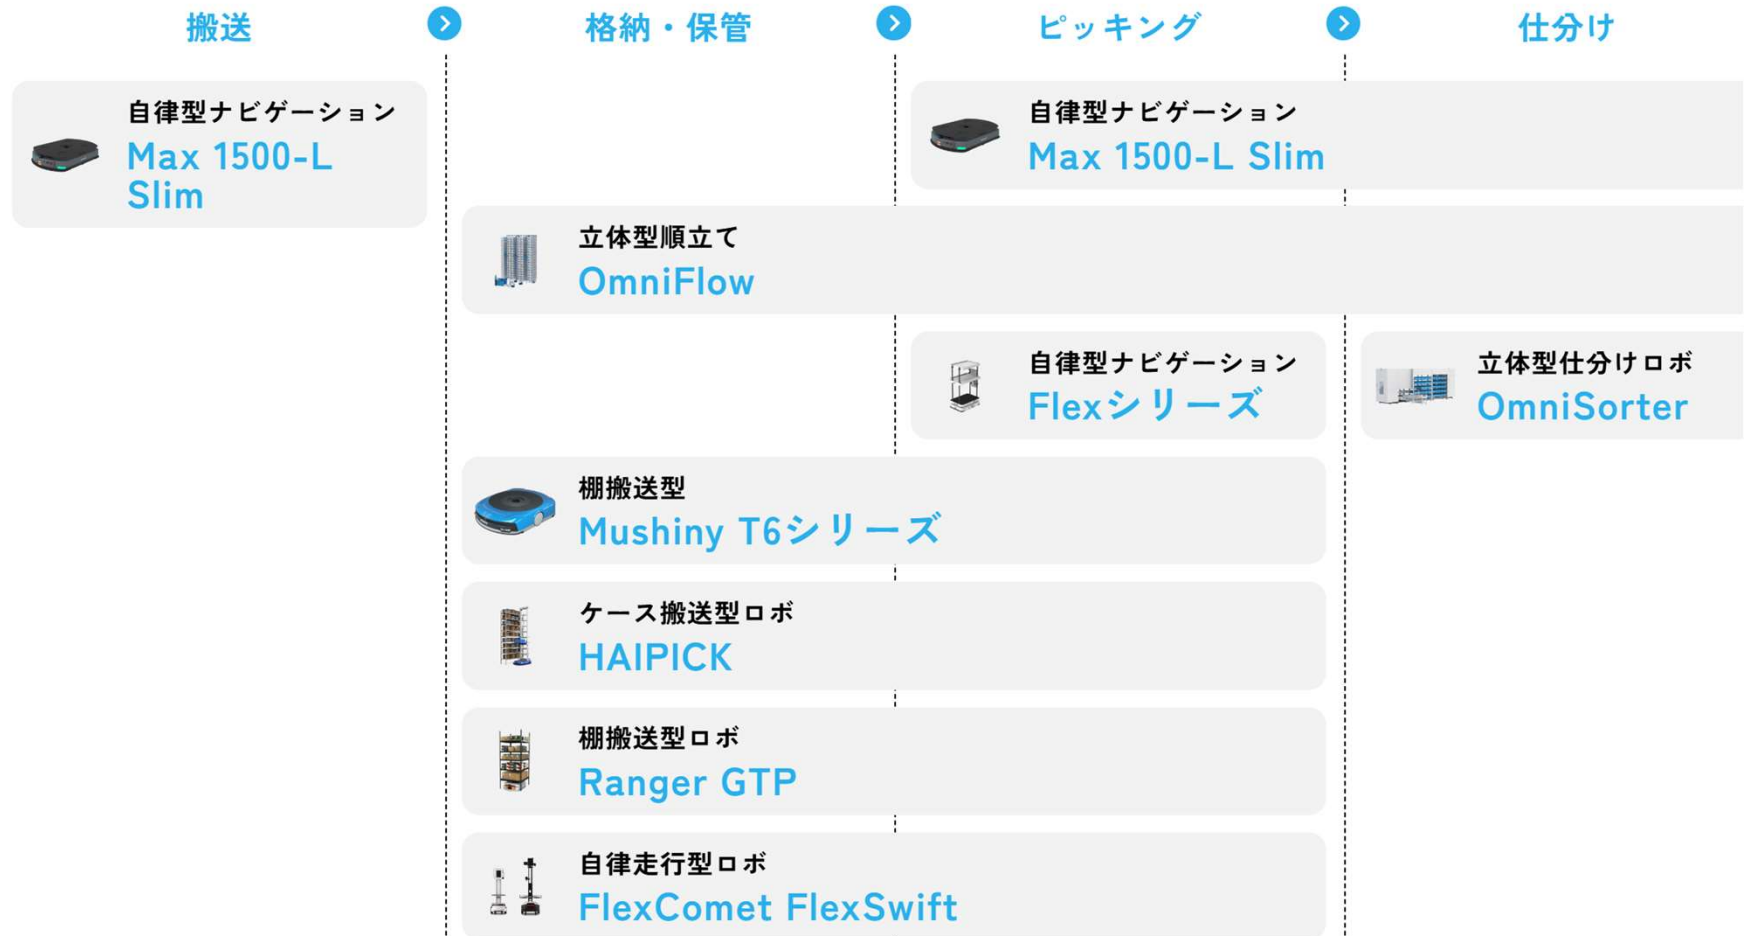 搬送
格納・保管
ピッキング
仕分け
自律型ナビゲーション
Max 1500-L
Slim
自律型ナビゲーション
Max 1500-L Slim
立体型順立て
OmniFlow
自律型ナビゲーション
Flexシリーズ
立体型仕分けロボ
OmniSorter
棚搬送型
Mushiny T6シリーズ
ケース搬送型ロボ
HAIPICK
棚搬送型ロボ
Ranger GTP
自律走行型ロボ
FlexComet FlexSwift